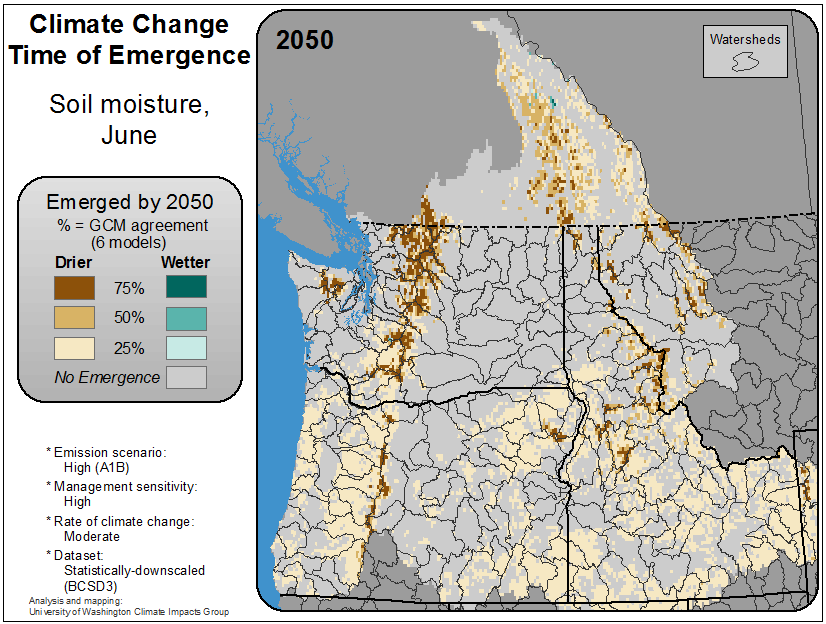 Climate Change
Time of Emergence
Soil moisture,
June
Emerged by 2050
% = GCM agreement
(6 models)
Drier Wetter
75%
50%
25%
No Emergence
* Emission scenario:
High (A1B)
* Management sensitivity:
High
* Rate of climate change:
Moderate
* Dataset:
Statistically-downscaled
(BCSD3)
Analysis and mapping:
University of Washington Climate Impacts Group
2050
Watersheds